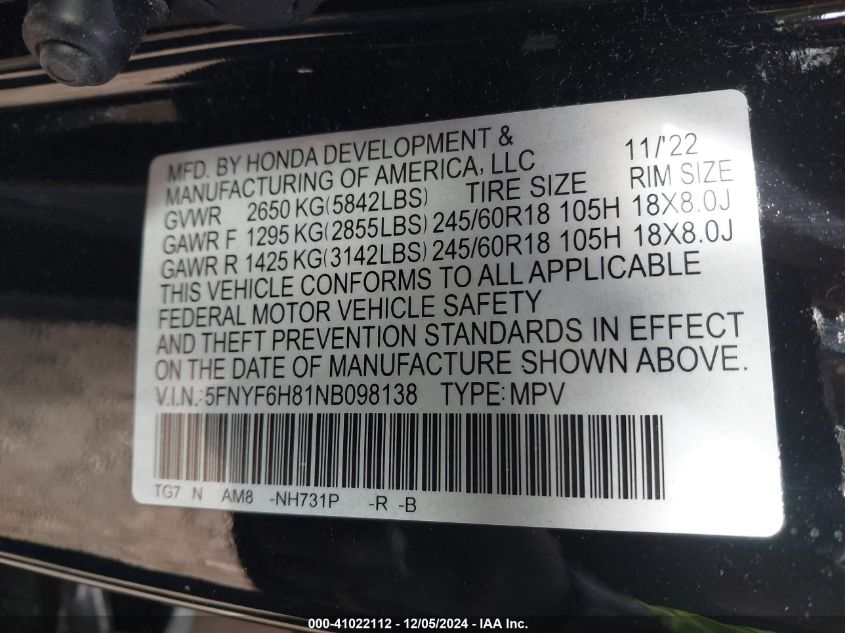 MFD. BY HONDA DEVELOPMENT & 11/'22
MANUFACTURING OF AMERICA, LLC
GVWR 2650 KG(5842LBS) TIRE SIZE RIM SIZE
GAWR F 1295 KG(2855LBS) 245/60R18 105H 18X8.0J
GAWR R 1425 KG(3142LBS) 245/60R18 105H 18X8.0J
THIS VEHICLE CONFORMS TO ALL APPLICABLE
FEDERAL MOTOR VEHICLE SAFETY
AND THEFT PREVENTION STANDARDS IN EFFECT
ON THE DATE OF MANUFACTURE SHOWN ABOVE.
V.I.N.:5FNYF6H81NB098138 TYPE:MPV
TG7 N AM8 -NH731P -R -B
000-41022112 - 12/05/2024 - IAA Inc.